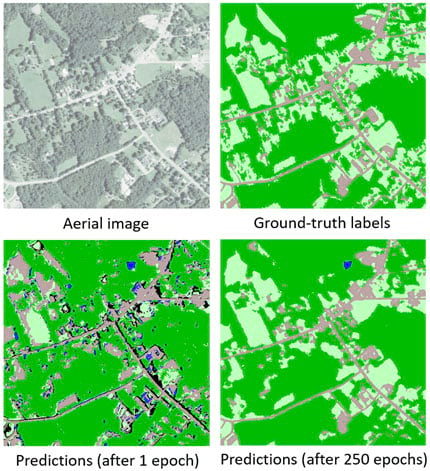 Aerial image
Ground-truth labels
Predictions (after 1 epoch)
Predictions (after 250 epochs)